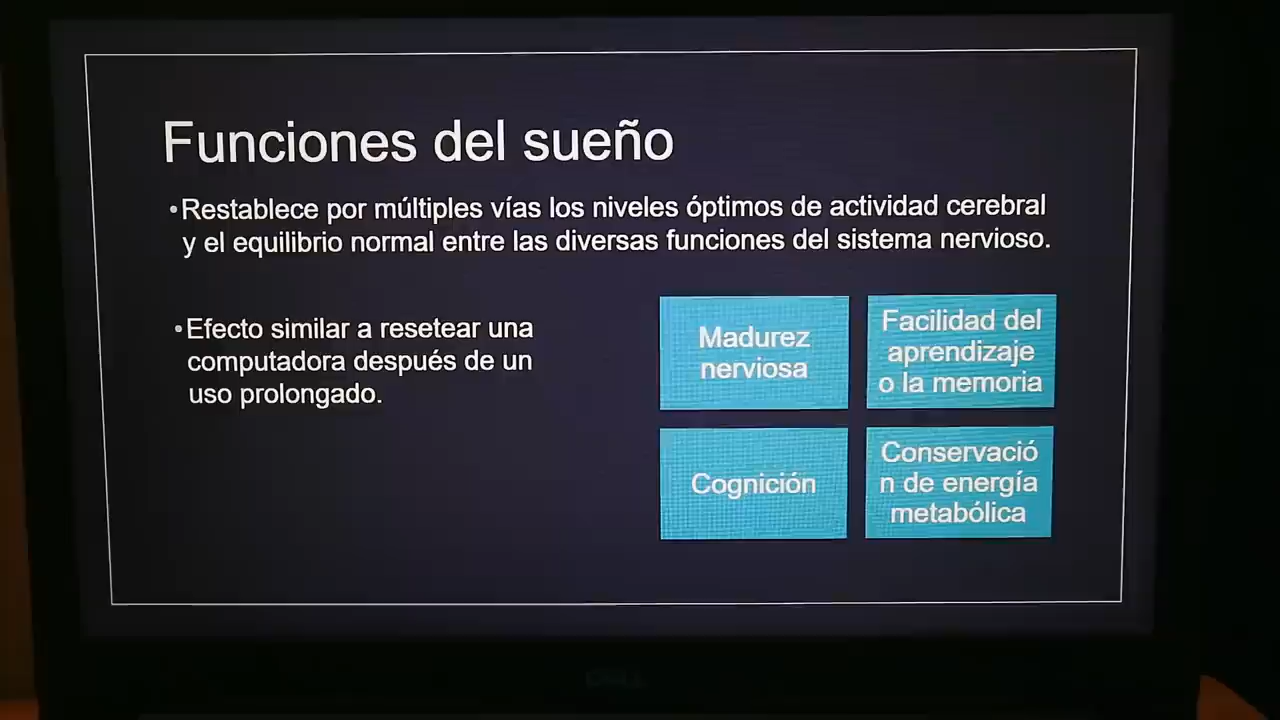 Funciones del sueño
•Restablece por múltiples vías los niveles óptimos de actividad cerebral
y el equilibrio normal entre las diversas funciones del sistema nervioso.
•Efecto similar a resetear una
computadora después de un
uso prolongado.
Madurez
nerviosa
Facilidad del
aprendizaje
o la memoria
Cognición
Conservació
n de energía
metabólica
DELL